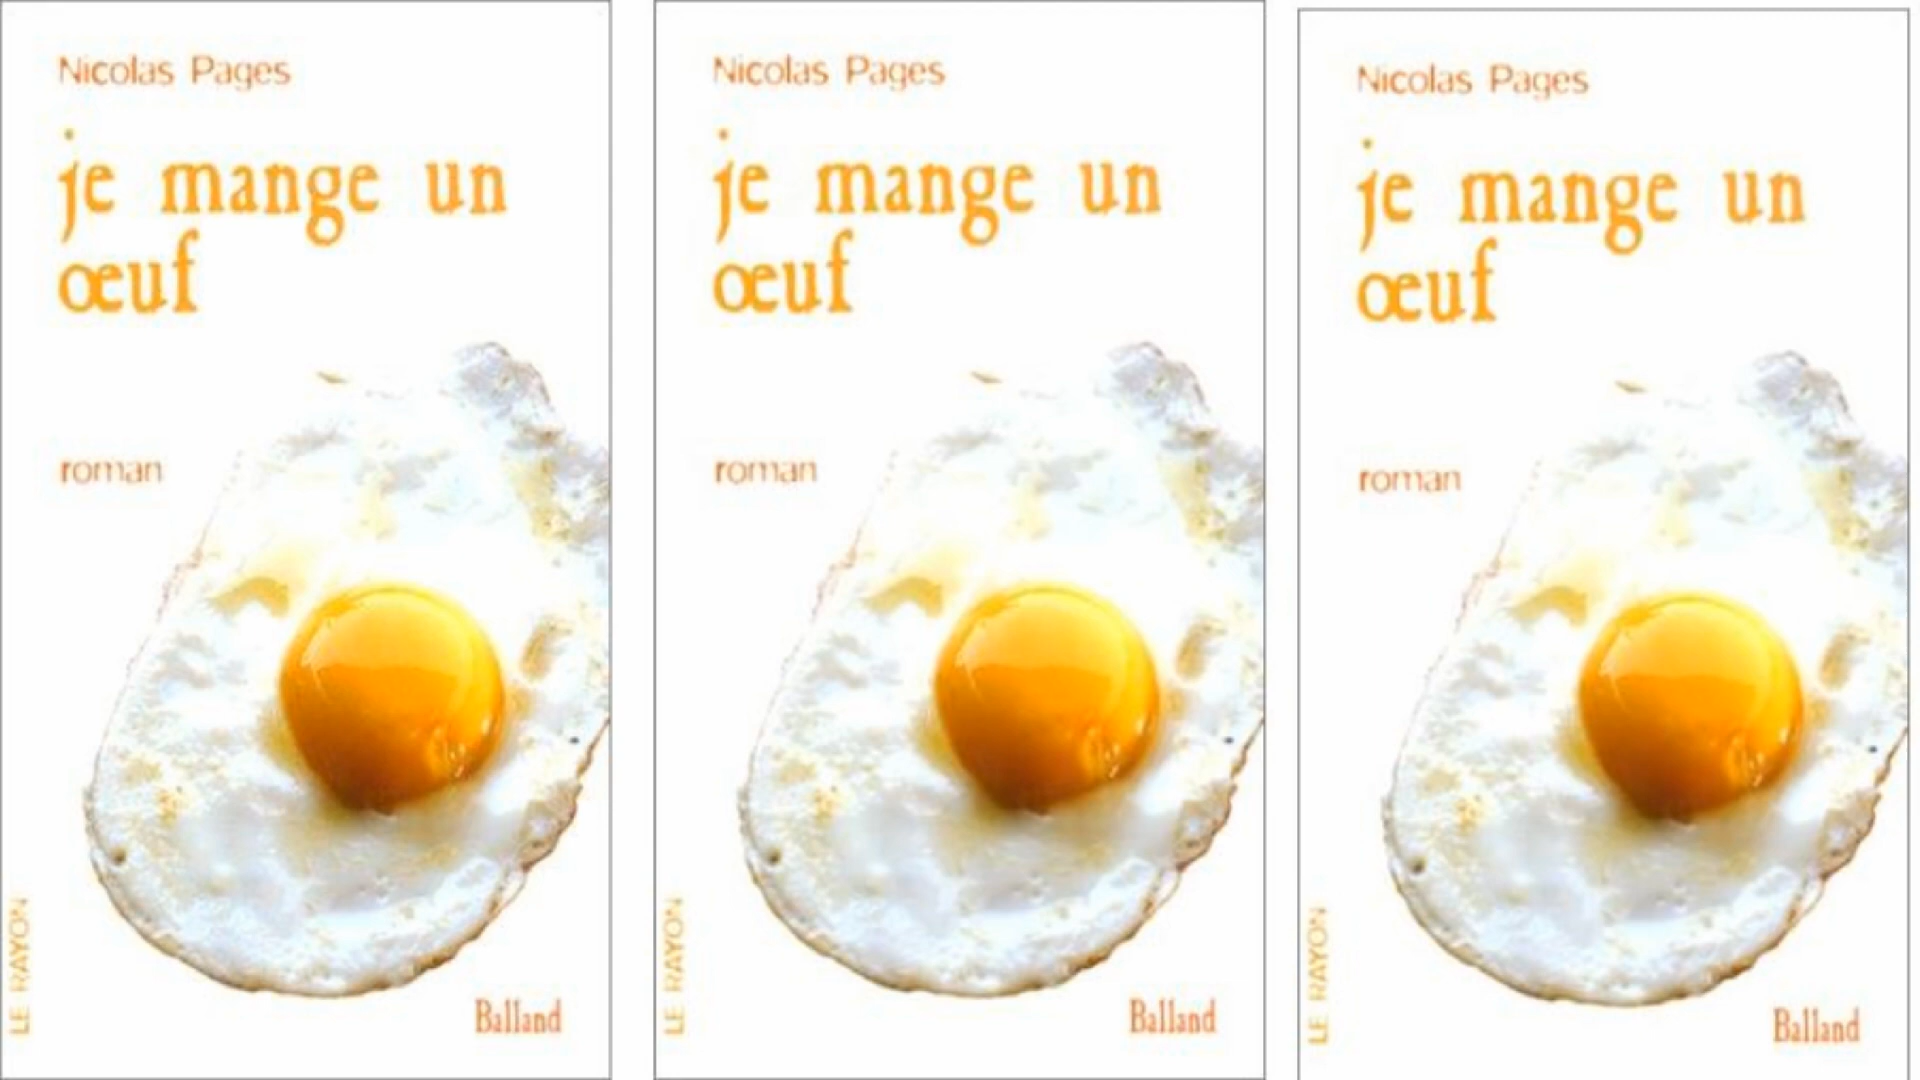 Nicolas Pages
je mange un
œuf
roman
LE RAYON
Balland
Nicolas Pages
je mange un
œuf
roman
LE RAYON
Balland
Nicolas Pages
je mange un
œuf
roman
LE RAYON
Balland